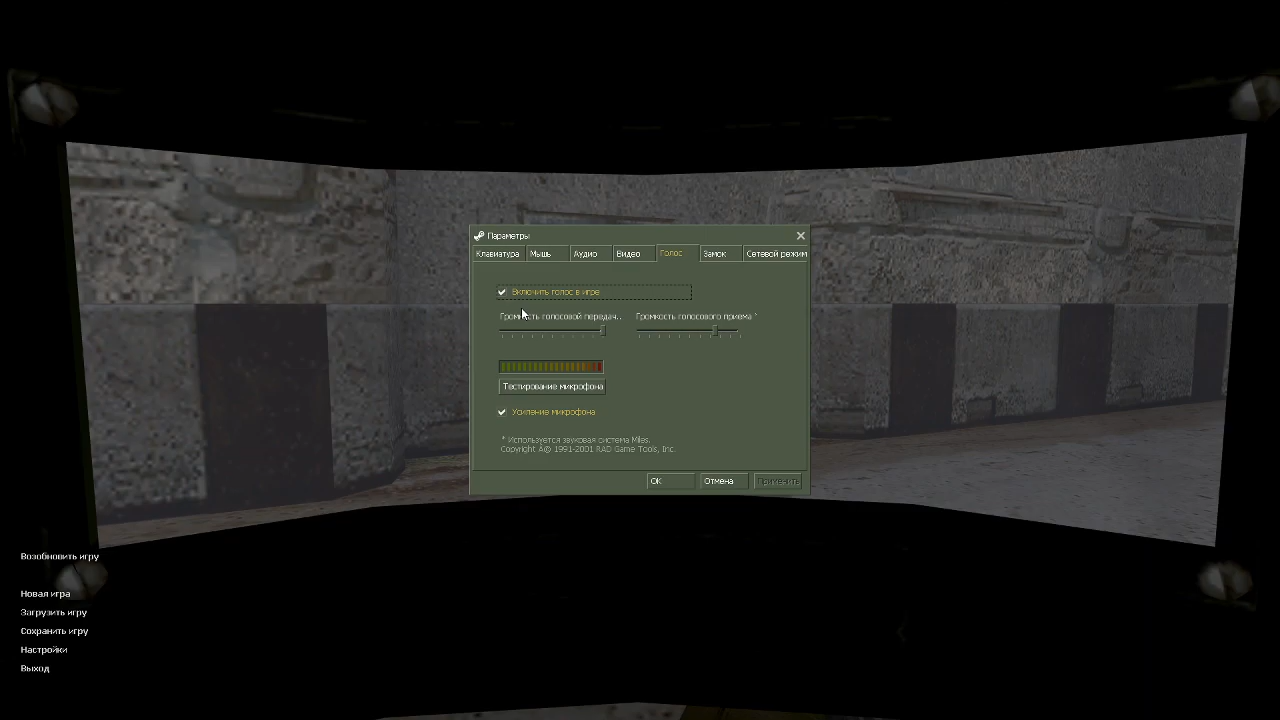 Параметры
Клавиатура Мышь Аудио Видео Голос Замок Сетевой режим
Включить голос в игре
Громкость голосовой передач.. Громкость голосового приема *
Тестирование микрофона
Усиление микрофона
* Используется звуковая система Miles.
Copyright Â© 1991-2001 RAD Game Tools, Inc.
OK Отмена Применить
Возобновить игру
Новая игра
Загрузить игру
Сохранить игру
Настройки
Выход